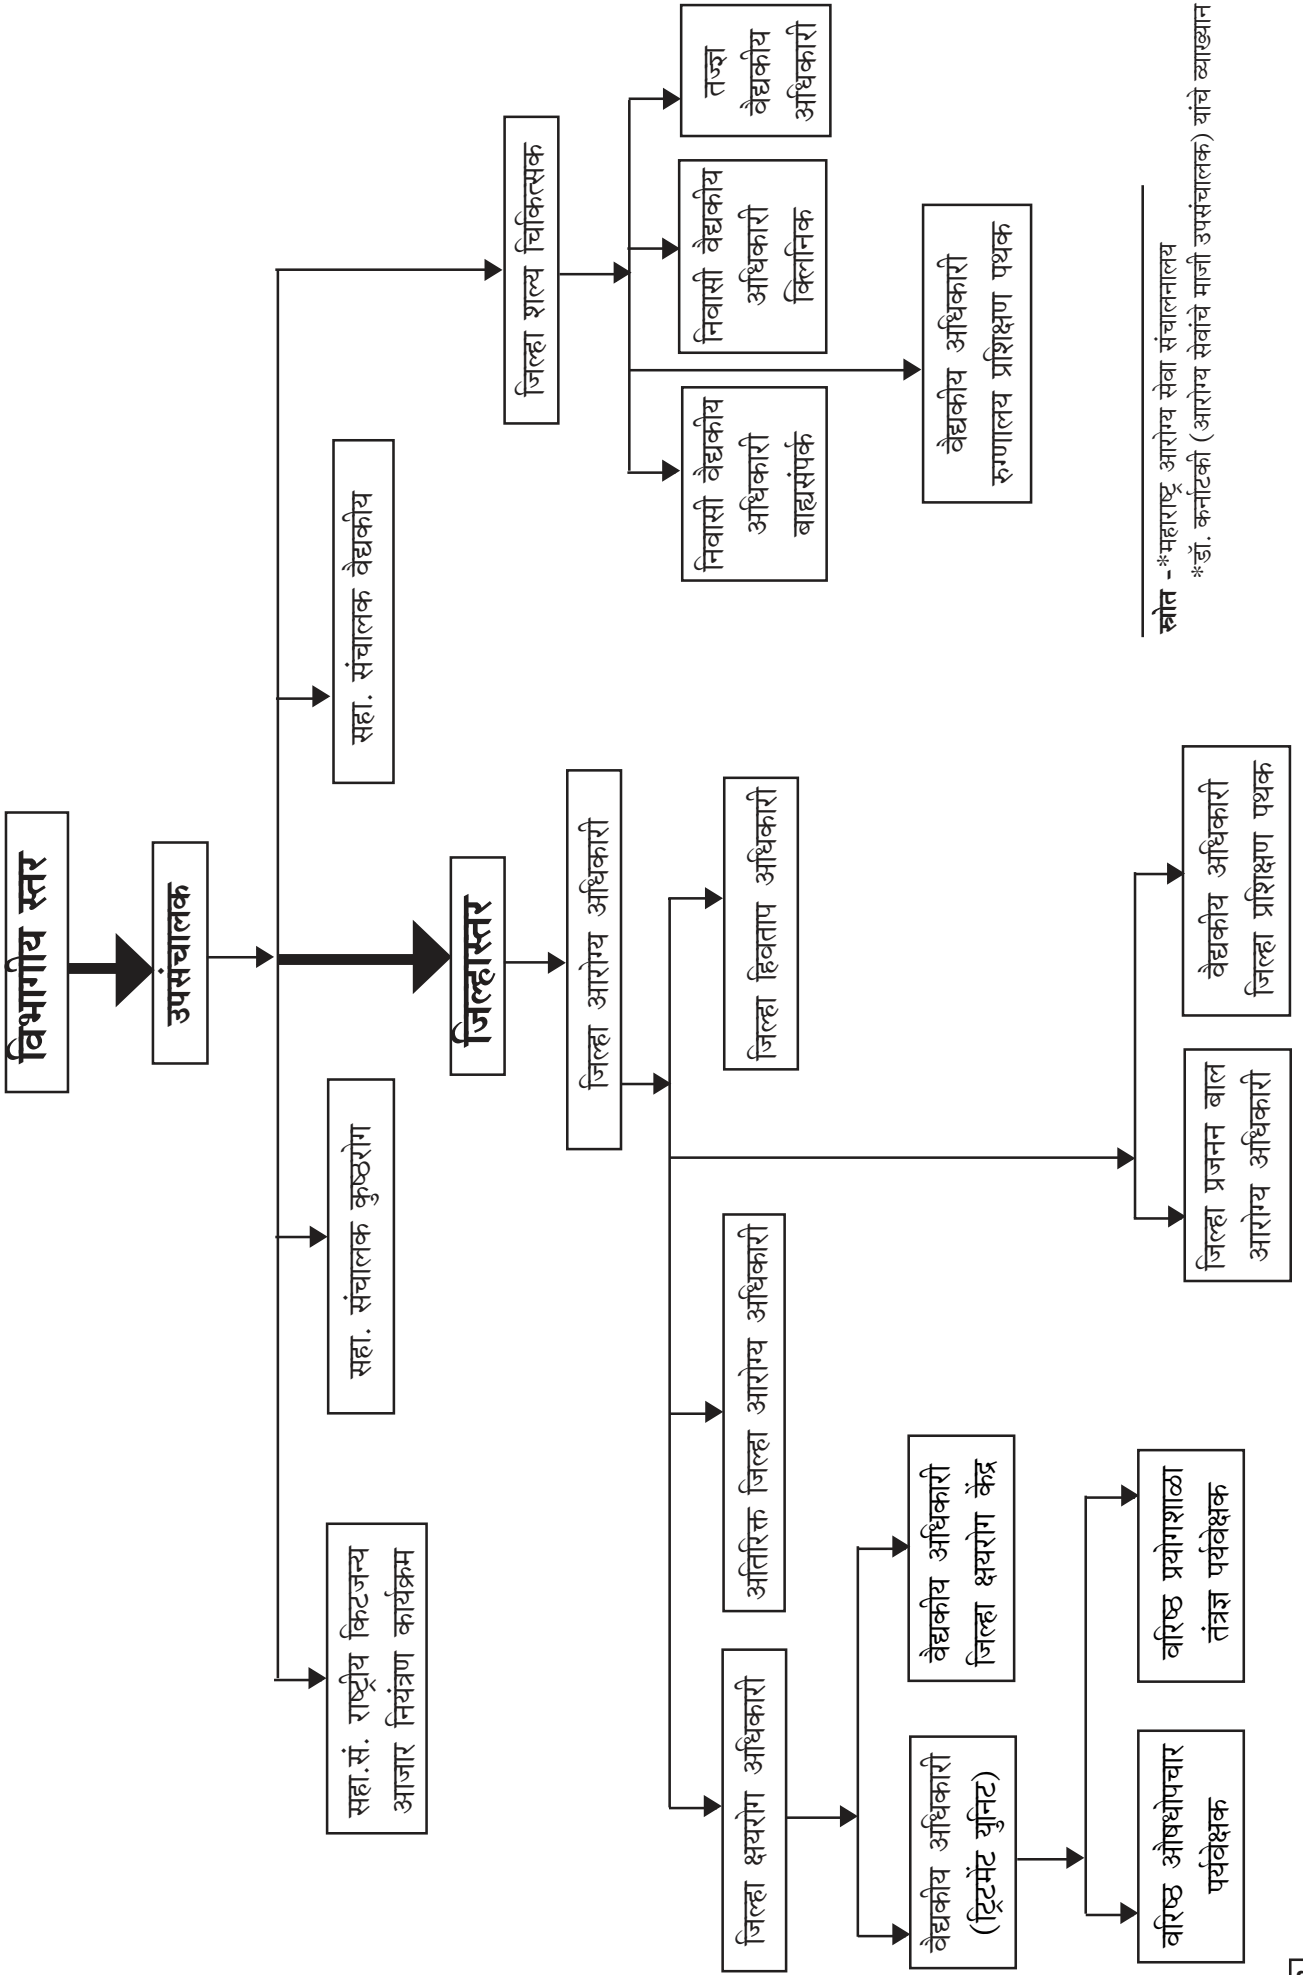 विभागीय स्तर
उपसंचालक
सहा.सं. राष्ट्रीय किटजन्य
आजार नियंत्रण कार्यक्रम
सहा. संचालक कुष्ठरोग
सहा. संचालक वैद्यकीय
जिल्हास्तर
जिल्हा शल्य चिकित्सक
जिल्हा आरोग्य अधिकारी
निवासी वैद्यकीय
अधिकारी
बाह्यसंपर्क
निवासी वैद्यकीय
अधिकारी
क्लिनिक
तज्ज्ञ
वैद्यकीय
अधिकारी
वैद्यकीय अधिकारी
रुग्णालय प्रशिक्षण पथक
जिल्हा क्षयरोग अधिकारी
अतिरिक्त जिल्हा आरोग्य अधिकारी
जिल्हा हिवताप अधिकारी
वैद्यकीय अधिकारी
(ट्रिटमेंट युनिट)
वैद्यकीय अधिकारी
जिल्हा क्षयरोग केंद्र
वरिष्ठ औषधोपचार
पर्यवेक्षक
वरिष्ठ प्रयोगशाळा
तंत्रज्ञ पर्यवेक्षक
जिल्हा प्रजनन बाल
आरोग्य अधिकारी
वैद्यकीय अधिकारी
जिल्हा प्रशिक्षण पथक
स्त्रोत -*महाराष्ट्र आरोग्य सेवा संचालनालय
*डॉ. कर्नाटकी (आरोग्य सेवांचे माजी उपसंचालक) यांचे व्याख्यान